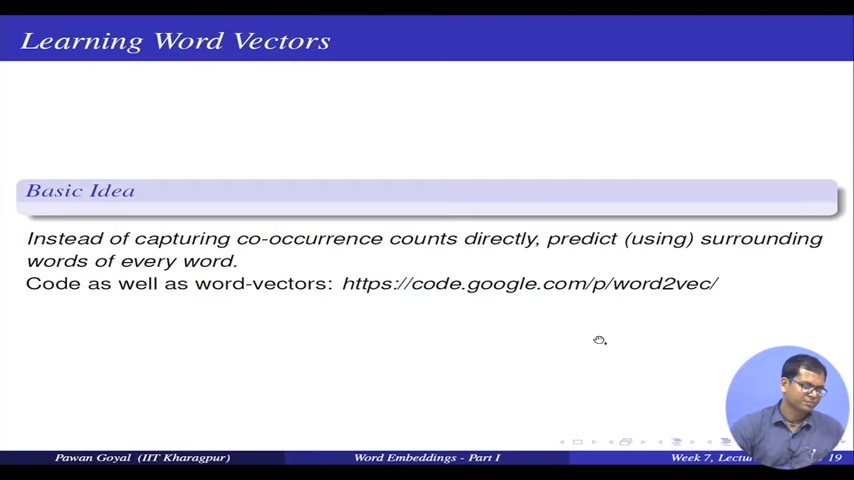 Learning Word Vectors
Basic Idea
Instead of capturing co-occurrence counts directly, predict (using) surrounding
words of every word.
Code as well as word-vectors: https://code.google.com/p/word2vec/
Pawan Goyal (IIT Kharagpur)
Word Embeddings - Part I
Week 7, 19